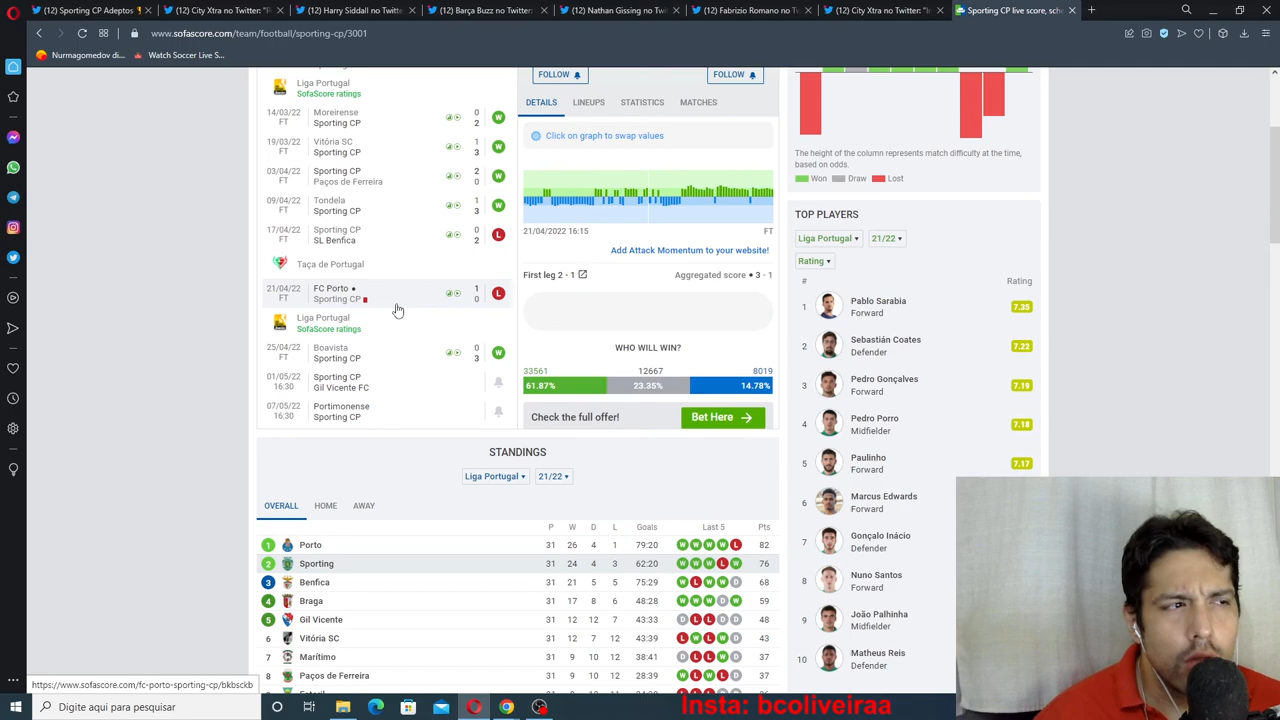 (12) Sporting CP Adeptos
(12) City Xtra no Twitter: "
(12) Harry Siddall no Twitte
(12) Barça Buzz no Twitter:
(12) Nathan Gissing no Twit
(12) Fabrizio Romano no Tw
(12) City Xtra no Twitter: "L
Sporting CP live score, sche
www.sofascore.com/team/football/sporting-cp/3001
Nurmagomedov di...
Watch Soccer Live S...
Liga Portugal
SofaScore ratings
14/03/22 Moreirense 0
FT Sporting CP 2 W
19/03/22 Vitória SC 1
FT Sporting CP 3 W
03/04/22 Sporting CP 2
FT Paços de Ferreira 0 W
09/04/22 Tondela 1
FT Sporting CP 3 W
17/04/22 Sporting CP 0
FT SL Benfica 2 L
Taça de Portugal
21/04/22 FC Porto • 1
FT Sporting CP 0 L
Liga Portugal
SofaScore ratings
25/04/22 Boavista 0
FT Sporting CP 3 W
01/05/22 Sporting CP
16:30 Gil Vicente FC
07/05/22 Portimonense
16:30 Sporting CP
FOLLOW FOLLOW
DETAILS LINEUPS STATISTICS MATCHES
Click on graph to swap values
21/04/2022 16:15 FT
Add Attack Momentum to your website!
First leg 2 - 1 Aggregated score • 3 - 1
WHO WILL WIN?
33561 12667 8019
61.87% 23.35% 14.78%
Check the full offer! Bet Here
STANDINGS
Liga Portugal 21/22
OVERALL HOME AWAY
P W D L Goals Last 5 Pts
1 Porto 31 26 4 1 79:20 W W W W L 82
2 Sporting 31 24 4 3 62:20 W W W L W 76
3 Benfica 31 21 5 5 75:29 W L W W D 68
4 Braga 31 17 8 6 48:28 W W W D W 59
5 Gil Vicente 31 12 12 7 43:33 D L L D D 48
6 Vitória SC 31 12 7 12 43:39 L W L W D 43
7 Marítimo 31 9 10 12 38:41 D L L W D 37
8 Paços de Ferreira 31 9 10 12 28:39 W L W L D 37
The height of the column represents match difficulty at the time,
based on odds.
Won Draw Lost
TOP PLAYERS
Liga Portugal 21/22
Rating
# Rating
1 Pablo Sarabia 7.35
Forward
2 Sebastián Coates 7.22
Defender
3 Pedro Gonçalves 7.19
Forward
4 Pedro Porro 7.18
Midfielder
5 Paulinho 7.17
Forward
6 Marcus Edwards
Forward
7 Gonçalo Inácio
Defender
8 Nuno Santos
Forward
9 João Palhinha
Midfielder
10 Matheus Reis
Defender
https://www.sofascore.com/fc-porto-sporting-cp/bkbsckb
Digite aqui para pesquisar
Insta: bcoliveiraa